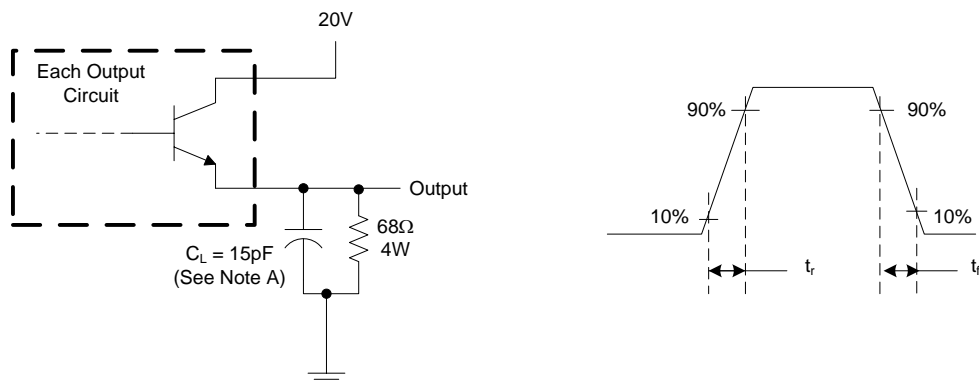 20V
Each Output
Circuit
Output
68Ω
4W
C_L = 15pF
(See Note A)
90%
90%
10%
10%
t_r
t_f